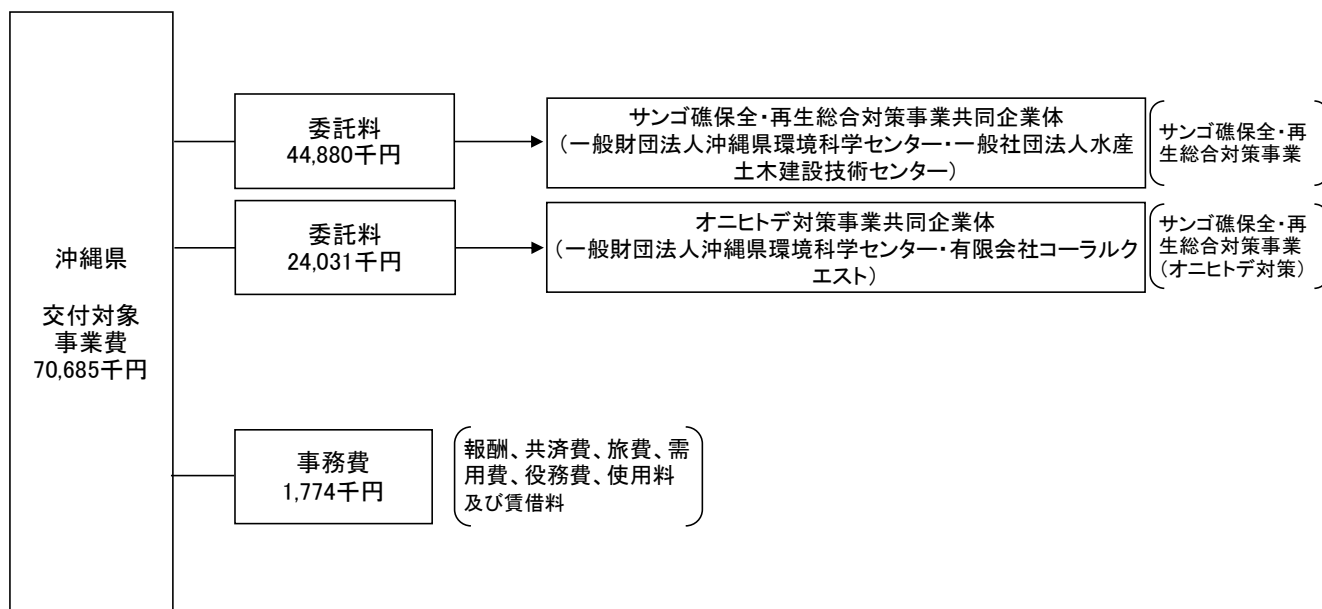 沖縄県
交付対象
事業費
70,685千円
委託料
44,880千円
サンゴ礁保全・再生総合対策事業共同企業体
（一般財団法人沖縄県環境科学センター・一般社団法人水産
土木建設技術センター）
サンゴ礁保全・再
生総合対策事業
委託料
24,031千円
オニヒトデ対策事業共同企業体
（一般財団法人沖縄県環境科学センター・有限会社コーラルク
エスト）
サンゴ礁保全・再
生総合対策事業
（オニヒトデ対策）
事務費
1,774千円
報酬、共済費、旅費、需
用費、役務費、使用料
及び賃借料